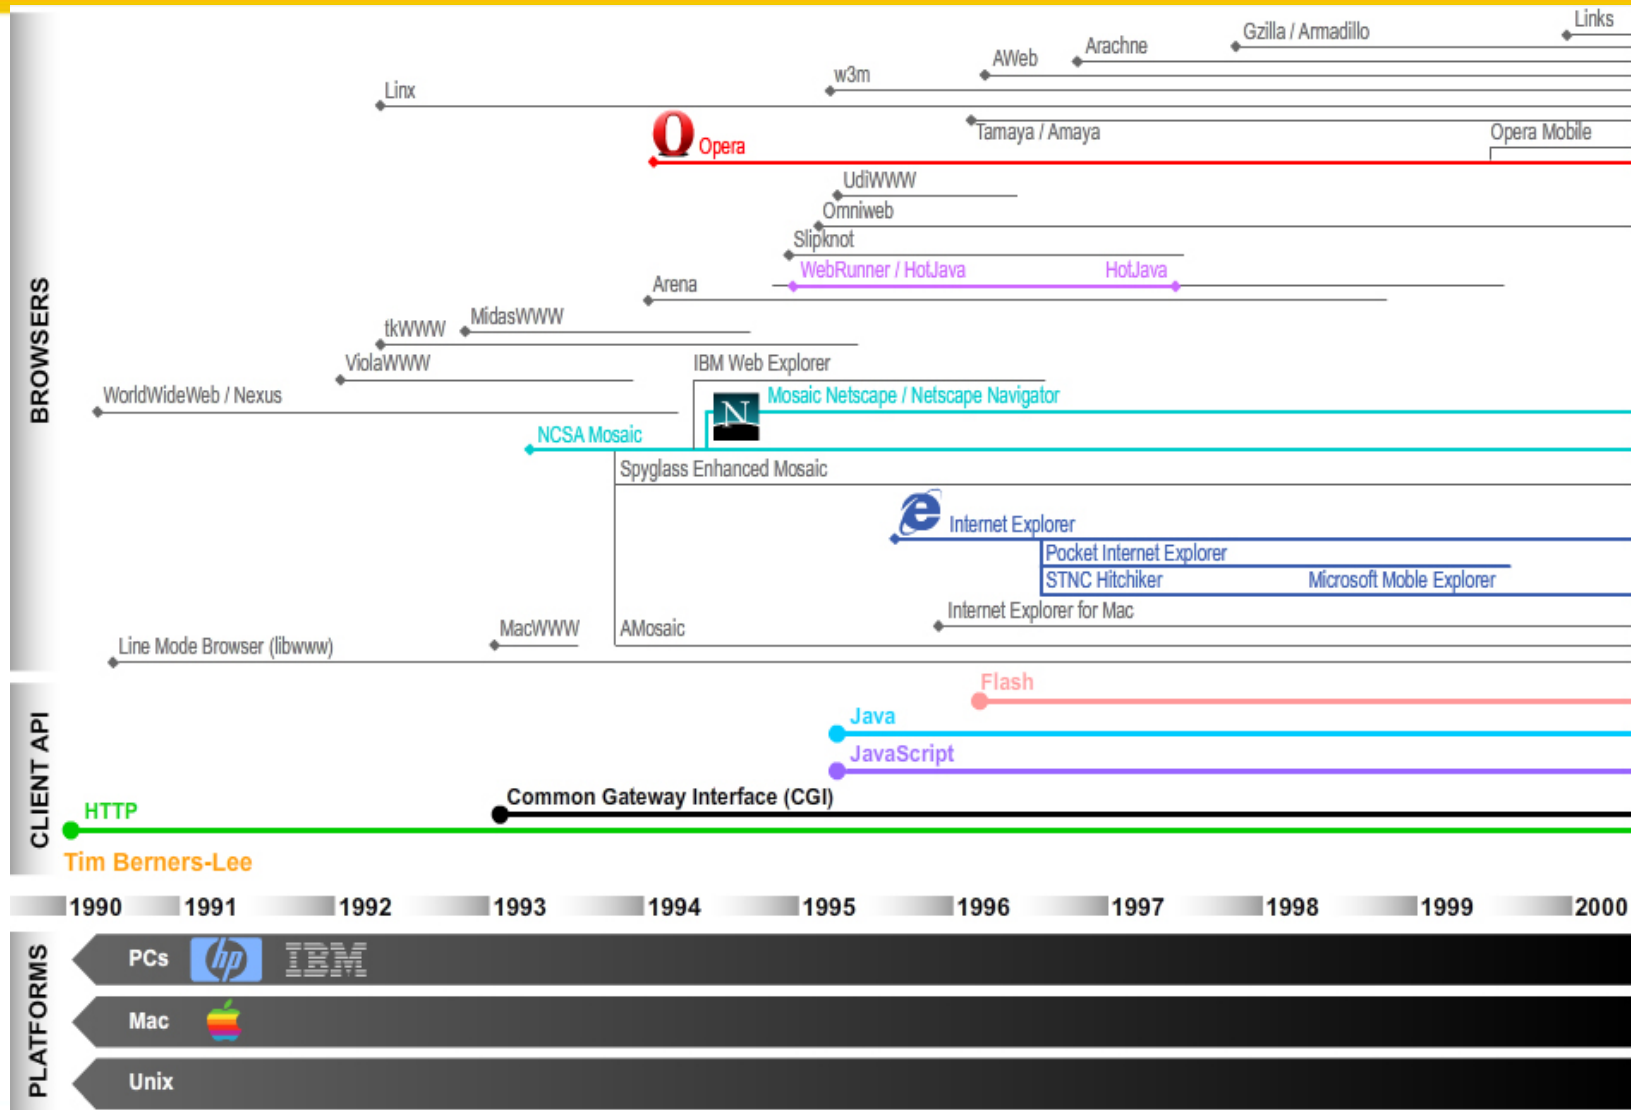 Links
Gzilla / Armadillo
Arachne
AWeb
w3m
Linx
Tamaya / Amaya
Opera Mobile
Opera
UdiWWW
Omniweb
Slipknot
WebRunner / HotJava HotJava
Arena
MidasWWW
tkWWW
ViolaWWW
IBM Web Explorer
WorldWideWeb / Nexus
Mosaic Netscape / Netscape Navigator
N
NCSA Mosaic
Spyglass Enhanced Mosaic
e
Internet Explorer
Pocket Internet Explorer
STNC Hitchiker Microsoft Moble Explorer
Internet Explorer for Mac
MacWWW
AMosaic
Line Mode Browser (libwww)
BROWSERS
Flash
Java
JavaScript
Common Gateway Interface (CGI)
HTTP
Tim Berners-Lee
CLIENT API
1990 1991 1992 1993 1994 1995 1996 1997 1998 1999 2000
PLATFORMS
PCs hp IBM
Mac
Unix